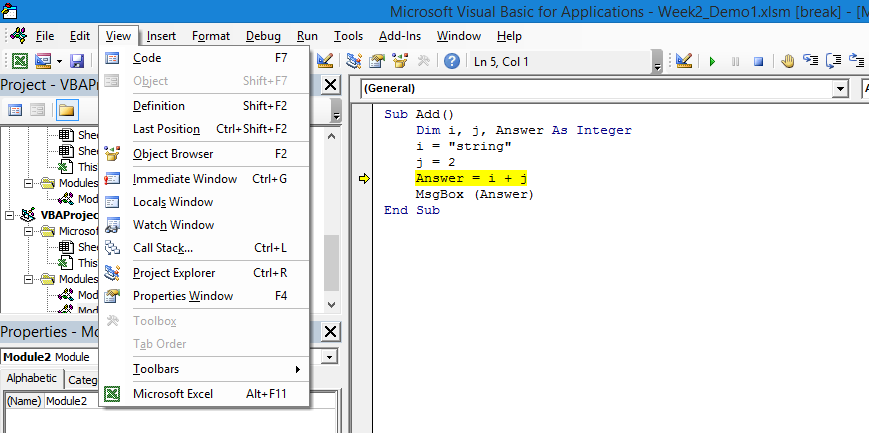 Microsoft Visual Basic for Applications - Week2_Demo1.xlsm [break] - [M
File Edit View Insert Format Debug Run Tools Add-Ins Window Help
Ln 5, Col 1
Project - VBAP
She
She
This
Modules
Mod
VBAProjec
Microsof
She
This
Modules
Mod
Mod
Properties - Mo
Module2 Module
Alphabetic Categ
(Name) Module2
Code F7
Object Shift+F7
Definition Shift+F2
Last Position Ctrl+Shift+F2
Object Browser F2
Immediate Window Ctrl+G
Locals Window
Watch Window
Call Stack... Ctrl+L
Project Explorer Ctrl+R
Properties Window F4
Toolbox
Tab Order
Toolbars
Microsoft Excel Alt+F11
(General)
Sub Add()
Dim i, j, Answer As Integer
i = "string"
j = 2
Answer = i + j
MsgBox (Answer)
End Sub